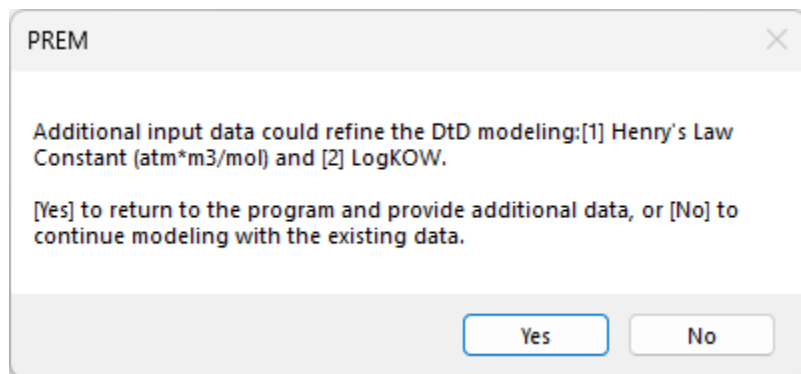 PREM
Additional input data could refine the DtD modeling:[1] Henry's Law
Constant (atm*m3/mol) and [2] LogKOW.
[Yes] to return to the program and provide additional data, or [No] to
continue modeling with the existing data.
Yes
No